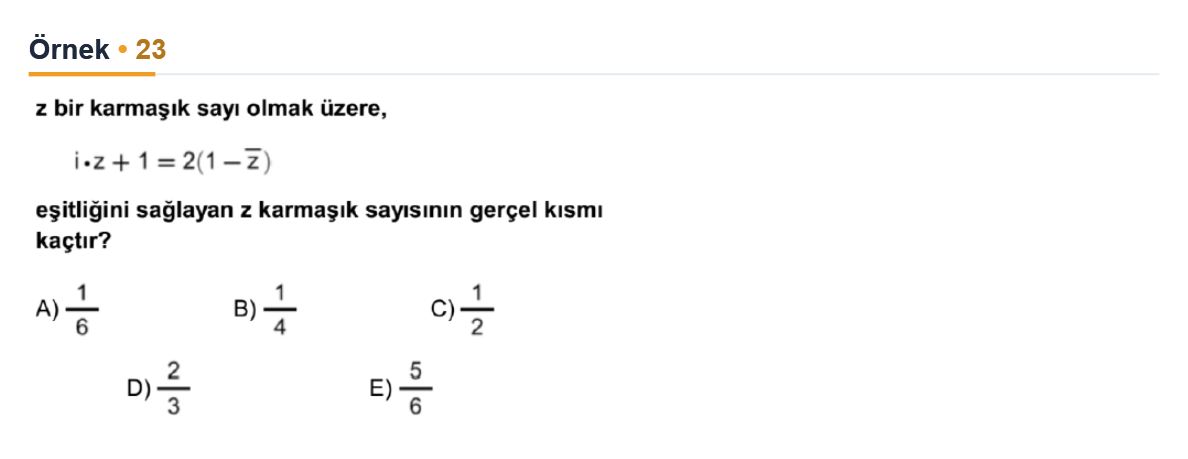 Örnek • 23
z bir karmaşık sayı olmak üzere,
i•z + 1 = 2(1 – z̅)
eşitliğini sağlayan z karmaşık sayısının gerçel kısmı
kaçtır?
A) 1/6 B) 1/4 C) 1/2
D) 2/3 E) 5/6